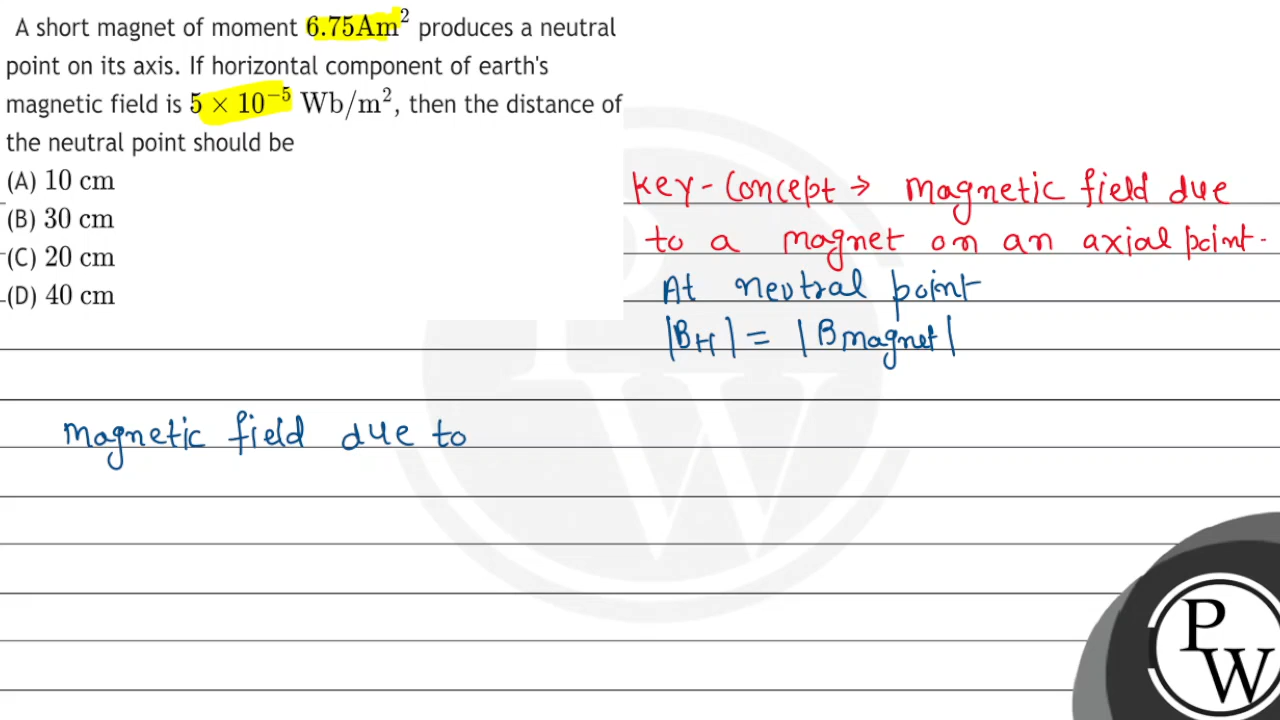 A short magnet of moment 6.75Am² produces a neutral
point on its axis. If horizontal component of earth's
magnetic field is 5 × 10⁻⁵ Wb/m², then the distance of
the neutral point should be
(A) 10 cm
(B) 30 cm
(C) 20 cm
(D) 40 cm
Key-Concept → Magnetic field due
to a magnet on an axial point.
At neutral point
|B_H| = |B_magnet|
Magnetic field due to
P
W